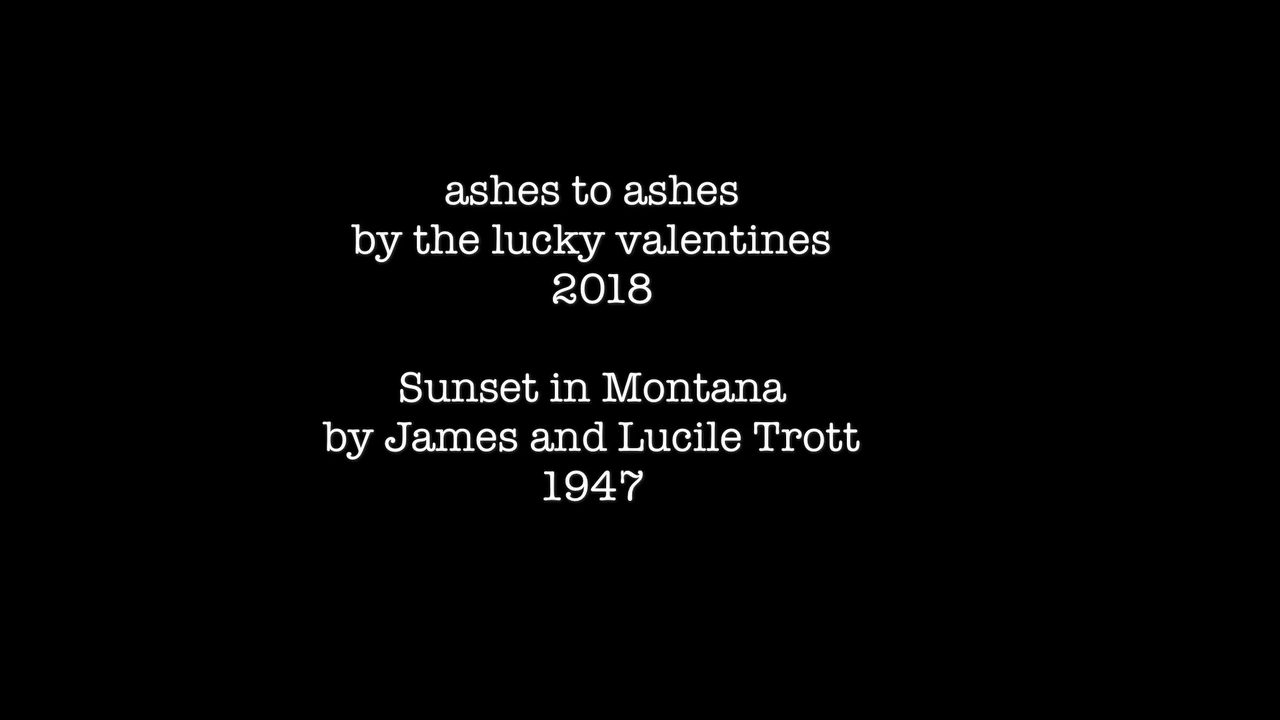 ashes to ashes
by the lucky valentines
2018
Sunset in Montana
by James and Lucile Trott
1947